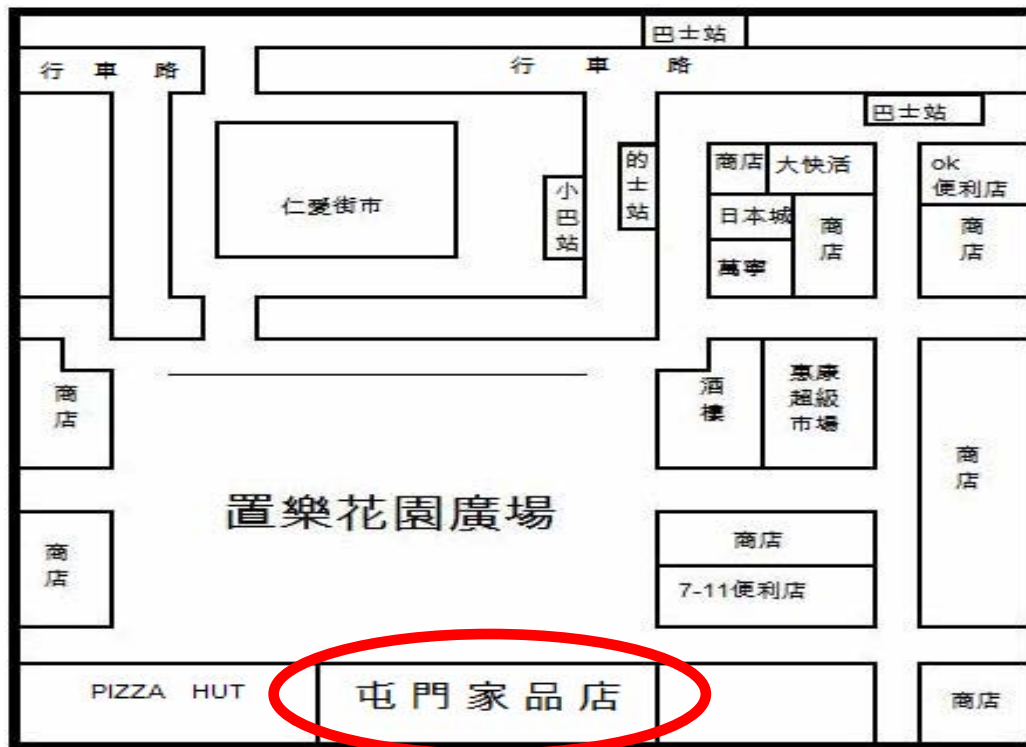 巴士站
行 車 路
行 車 路
巴士站
的士站
小巴站
仁愛街市
商店
大快活
ok
便利店
日本城
商店
商店
萬寧
商店
酒樓
惠康
超級
市場
商店
置樂花園廣場
商店
商店
7-11便利店
PIZZA HUT
屯門家品店
商店